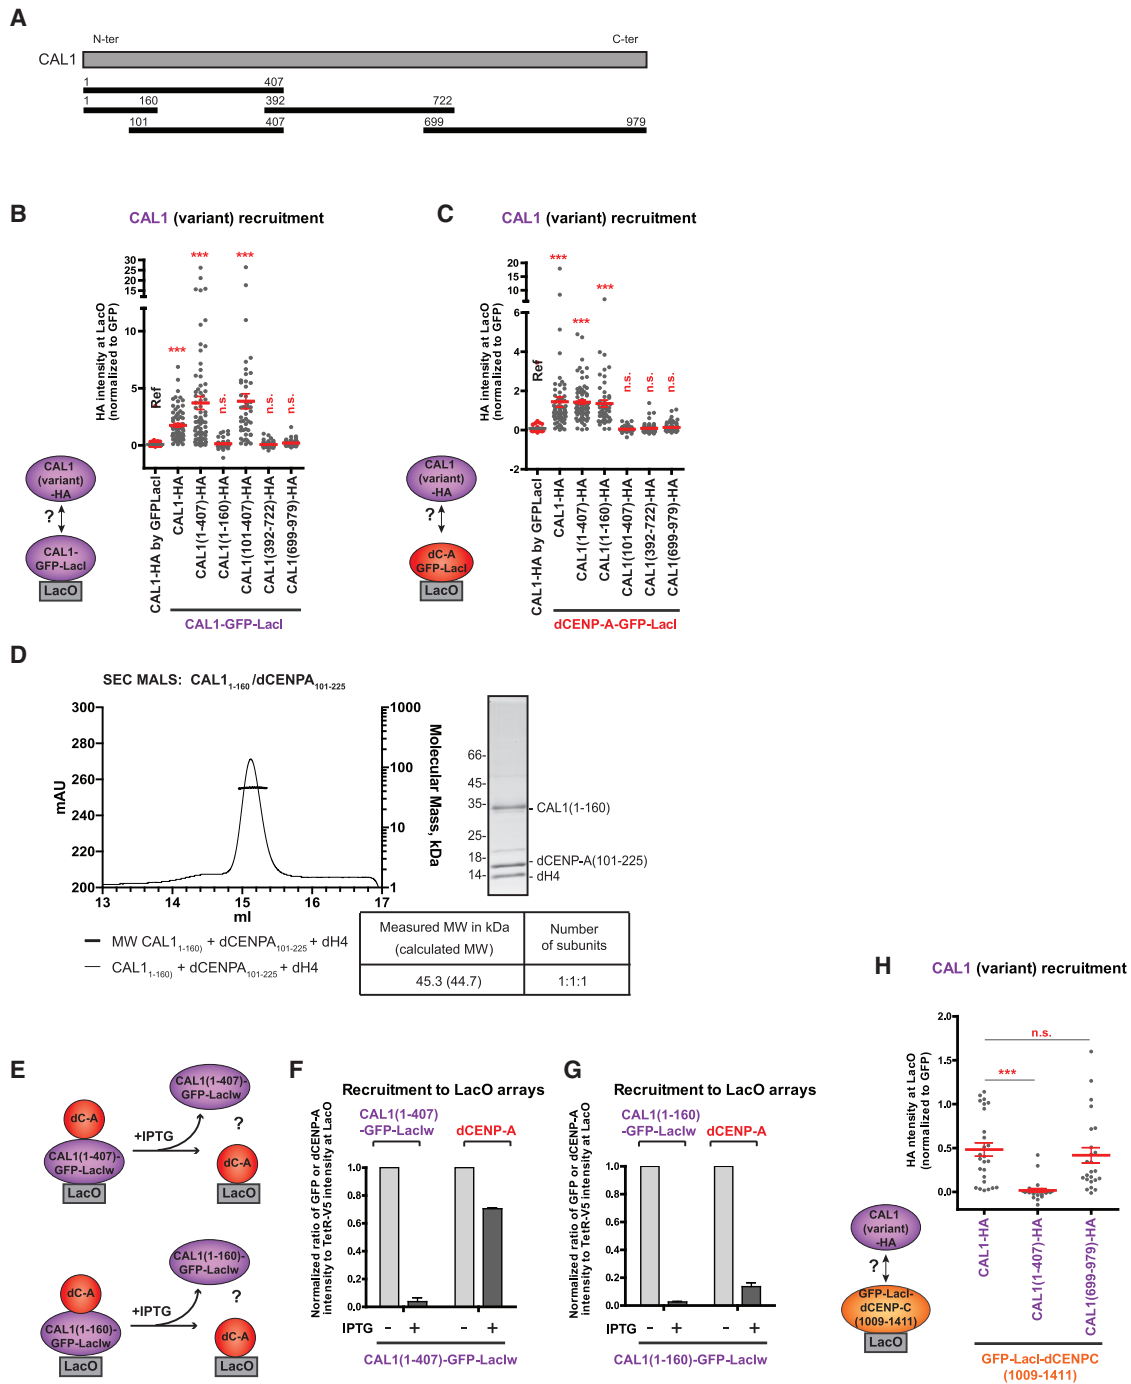 A
N-ter
C-ter
CAL1
1
407
1
160
392
722
101
407
699
979
B
CAL1 (variant) recruitment
HA intensity at LacO
(normalized to GFP)
30
25
20
15
10
5
0
Ref
***
***
n.s.
***
n.s.
n.s.
CAL1
(variant)
-HA
?
CAL1-
GFP-LacI
LacO
CAL1-HA by GFPLacI
CAL1-HA
CAL1(1-407)-HA
CAL1(1-160)-HA
CAL1(101-407)-HA
CAL1(392-722)-HA
CAL1(699-979)-HA
CAL1-GFP-LacI
C
CAL1 (variant) recruitment
HA intensity at LacO
(normalized to GFP)
20
15
10
6
4
2
0
-2
Ref
***
***
***
n.s.
n.s.
n.s.
CAL1
(variant)
-HA
?
dC-A
GFP-LacI
LacO
CAL1-HA by GFPLacI
CAL1-HA
CAL1(1-407)-HA
CAL1(1-160)-HA
CAL1(101-407)-HA
CAL1(392-722)-HA
CAL1(699-979)-HA
dCENP-A-GFP-LacI
D
SEC MALS: CAL11-160/dCENPA101-225
mAU
300
280
260
240
220
200
13
14
15
16
17
ml
1000
100
10
1
Molecular Mass, kDa
MW CAL11-160) + dCENPA101-225 + dH4
CAL11-160) + dCENPA101-225 + dH4
66-
45-
35-
25-
18-
14-
CAL1(1-160)
dCENP-A(101-225)
dH4
Measured MW in kDa
(calculated MW)
Number
of subunits
45.3 (44.7)
1:1:1
E
dC-A
CAL1(1-407)-
GFP-LacIw
LacO
+IPTG
CAL1(1-407)-
GFP-LacIw
?
dC-A
LacO
dC-A
CAL1(1-160)-
GFP-LacIw
LacO
+IPTG
CAL1(1-160)-
GFP-LacIw
?
dC-A
LacO
F
Recruitment to LacO arrays
CAL1(1-407)
-GFP-LacIw
dCENP-A
Normalized ratio of GFP or dCENP-A
intensity to TetR-V5 intensity at LacO
1.0
0.8
0.6
0.4
0.2
0.0
IPTG
-
+
-
+
CAL1(1-407)-GFP-LacIw
G
Recruitment to LacO arrays
CAL1(1-160)
-GFP-LacIw
dCENP-A
Normalized ratio of GFP or dCENP-A
intensity to TetR-V5 intensity at LacO
1.0
0.8
0.6
0.4
0.2
0.0
IPTG
-
+
-
+
CAL1(1-160)-GFP-LacIw
H
CAL1 (variant) recruitment
HA ntensity at LacO
(normalized to GFP)
2.0
1.5
1.0
0.5
0.0
n.s.
***
CAL1
(variant)
-HA
?
GFP-LacI-
dCENP-C
(1009-1411)
LacO
CAL1-HA
CAL1(1-407)-HA
CAL1(699-979)-HA
GFP-LacI-dCENPC
(1009-1411)